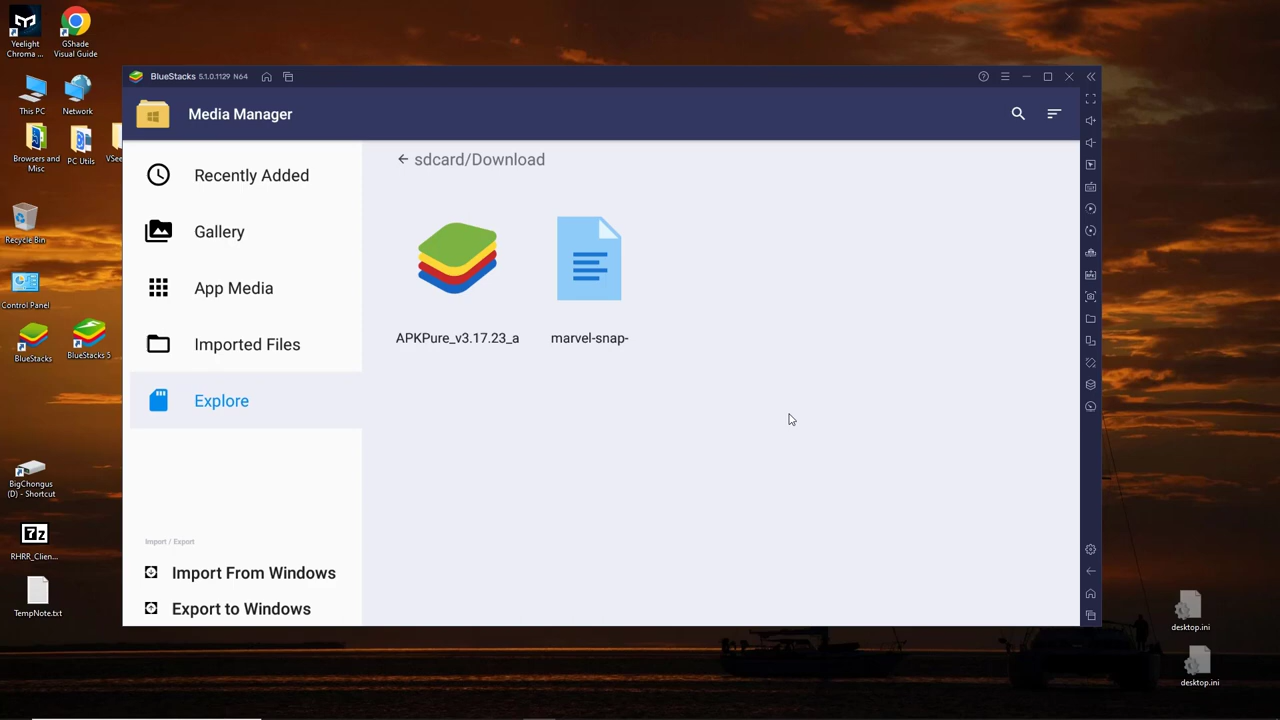 Yeelight
Chroma ...
GShade
Visual Guide
This PC
Network
Browsers and
Misc
PC Utils
VSee
Recycle Bin
Control Panel
BlueStacks
BlueStacks 5
BigChongus
(D) - Shortcut
7z
RHRR_Clien...
TempNote.txt
BlueStacks 5.1.0.1129 N64
Media Manager
Recently Added
Gallery
App Media
Imported Files
Explore
Import / Export
Import From Windows
Export to Windows
sdcard/Download
APKPure_v3.17.23_a
marvel-snap-
desktop.ini
desktop.ini